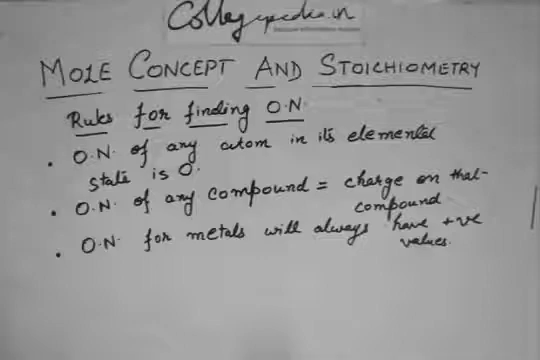 Collegepedia.in
MOLE CONCEPT AND STOICHIOMETRY
Rules for finding O.N.
• O.N. of any atom in its elemental
state is 0.
• O.N. of any compound = charge on that
compound
• O.N. for metals will always have +ve
values.